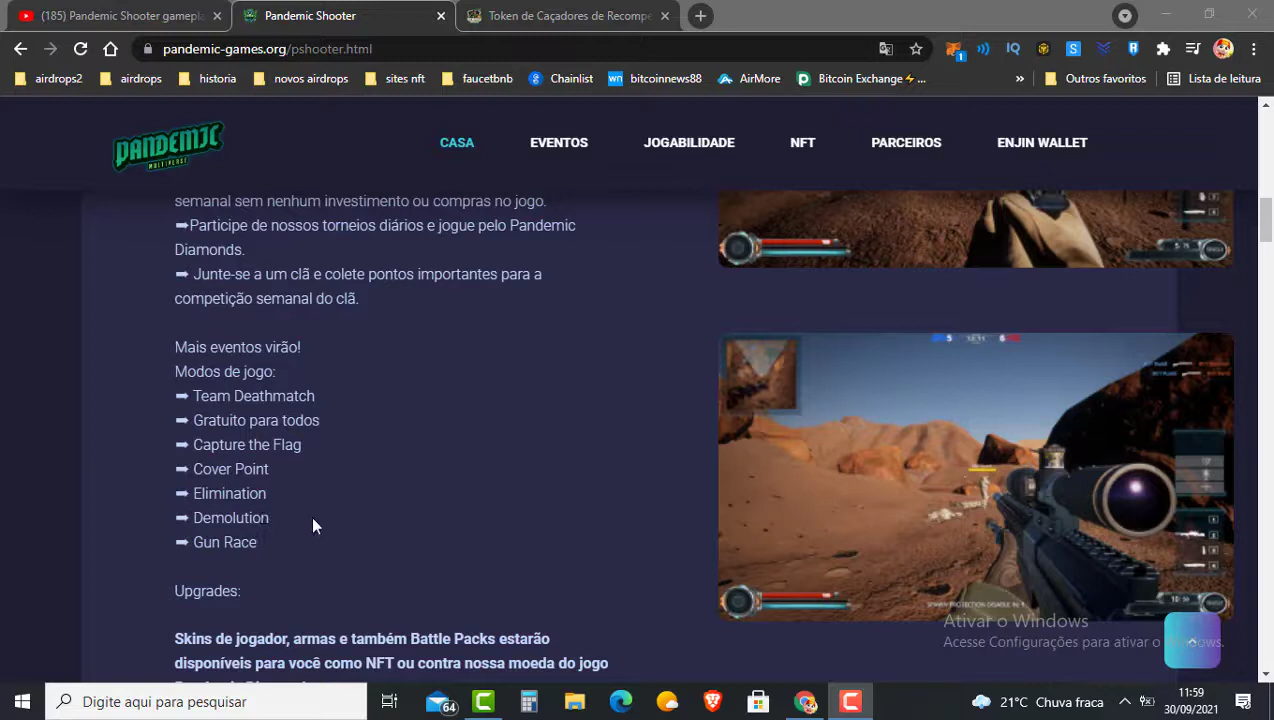 (185) Pandemic Shooter gamepla
Pandemic Shooter
Token de Caçadores de Recompe
pandemic-games.org/pshooter.html
airdrops2
airdrops
historia
novos airdrops
sites nft
faucetbnb
Chainlist
bitcoinnews88
AirMore
Bitcoin Exchange⚡...
»
Outros favoritos
Lista de leitura
PANDEMIC
MULTIVERSE
CASA
EVENTOS
JOGABILIDADE
NFT
PARCEIROS
ENJIN WALLET
semanal sem nenhum investimento ou compras no jogo.
➡Participe de nossos torneios diários e jogue pelo Pandemic
Diamonds.
➡ Junte-se a um clã e colete pontos importantes para a
competição semanal do clã.
Mais eventos virão!
Modos de jogo:
➡ Team Deathmatch
➡ Gratuito para todos
➡ Capture the Flag
➡ Cover Point
➡ Elimination
➡ Demolution
➡ Gun Race
Upgrades:
Skins de jogador, armas e também Battle Packs estarão
disponíveis para você como NFT ou contra nossa moeda do jogo
Ativar o Windows
Acesse Configurações para ativar o Windows.
Digite aqui para pesquisar
64
21°C Chuva fraca
11:59
30/09/2021